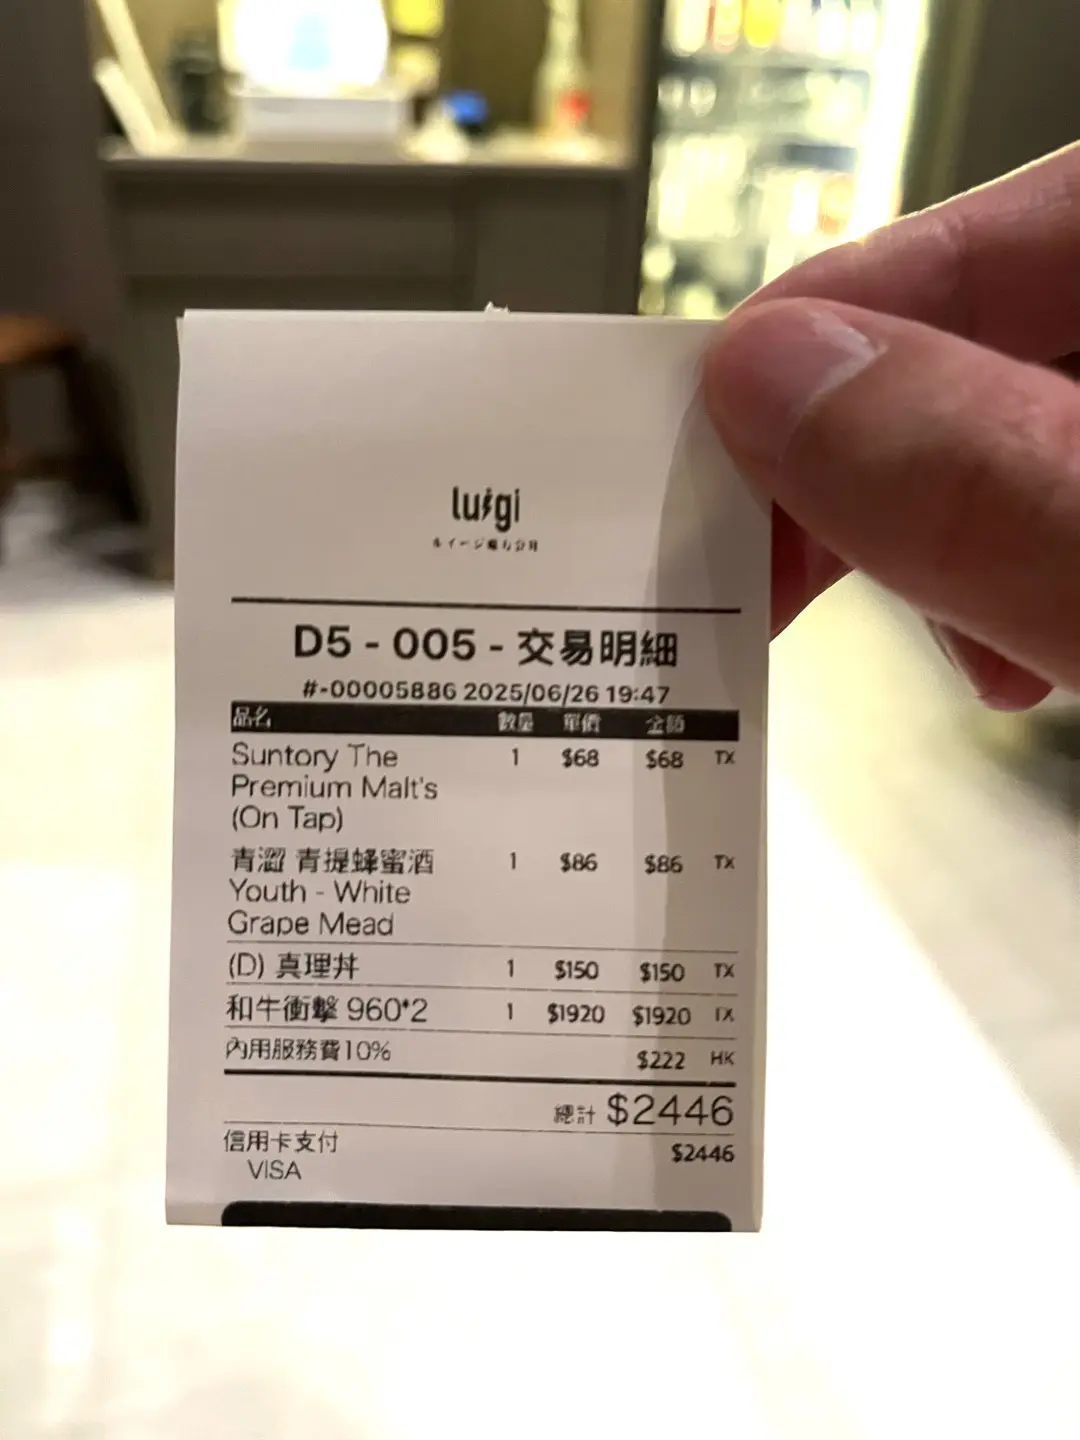 luigi
D5 - 005 - 交易明細
#-00005886 2025/06/26 19:47
品名 數量 單價 金額
Suntory The 1 $68 $68 TX
Premium Malt's
(On Tap)
青澀 青提蜂蜜酒 1 $86 $86 TX
Youth - White
Grape Mead
(D) 真理丼 1 $150 $150 TX
和牛衝擊 960*2 1 $1920 $1920 TX
內用服務費10% $222 HK
總計 $2446
信用卡支付 $2446
VISA